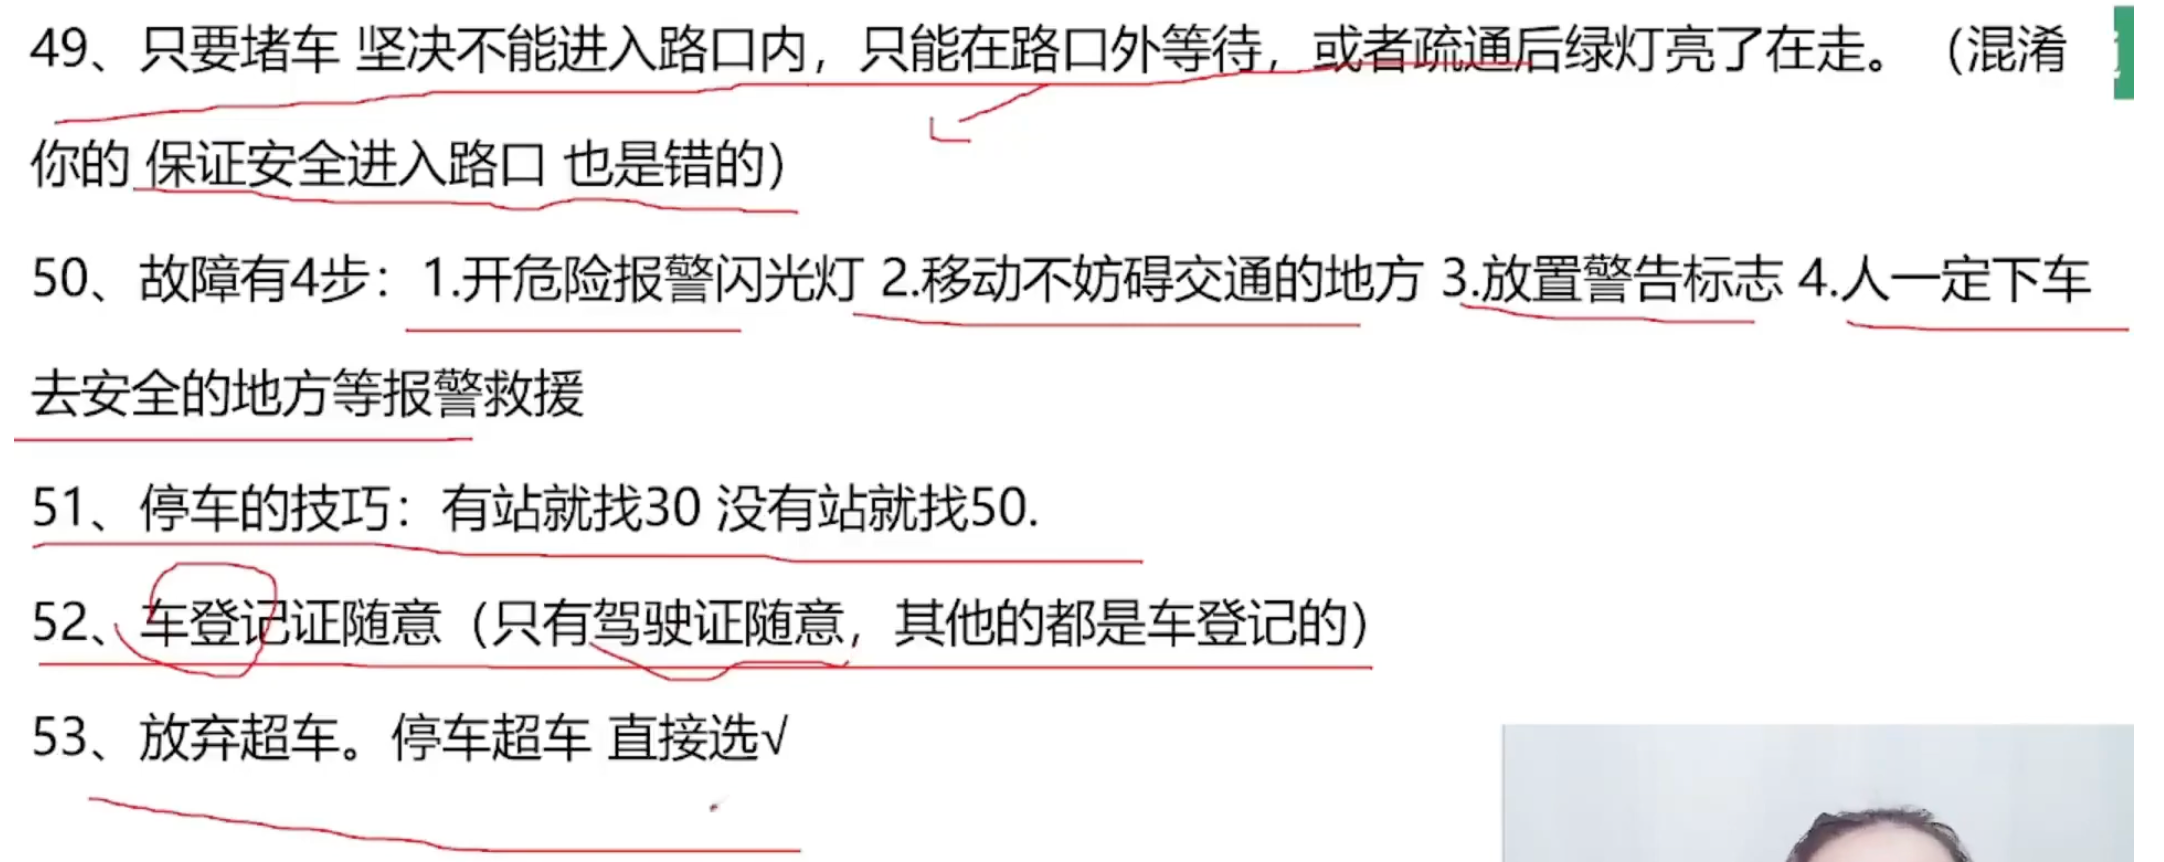 49、只要堵车 坚决不能进入路口内，只能在路口外等待，或者疏通后绿灯亮了在走。（混淆
你的 保证安全进入路口 也是错的）
50、故障有4步：1.开危险报警闪光灯 2.移动不妨碍交通的地方 3.放置警告标志 4.人一定下车
去安全的地方等报警救援
51、停车的技巧：有站就找30 没有站就找50.
52、车登记证随意（只有驾驶证随意，其他的都是车登记的）
53、放弃超车。停车超车 直接选√